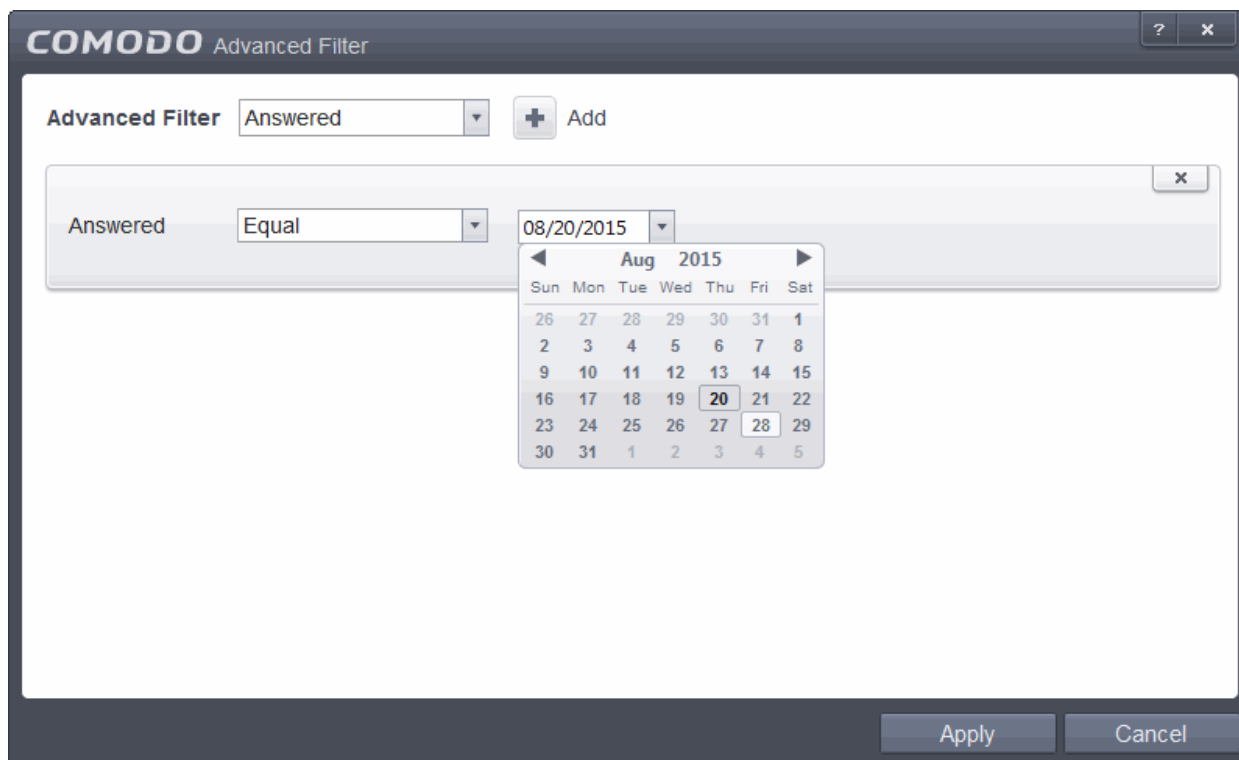 COMODO Advanced Filter ? ×
Advanced Filter Answered + Add
×
Answered Equal 08/20/2015
Aug 2015
Sun Mon Tue Wed Thu Fri Sat
26 27 28 29 30 31 1
2 3 4 5 6 7 8
9 10 11 12 13 14 15
16 17 18 19 20 21 22
23 24 25 26 27 28 29
30 31 1 2 3 4 5
Apply Cancel